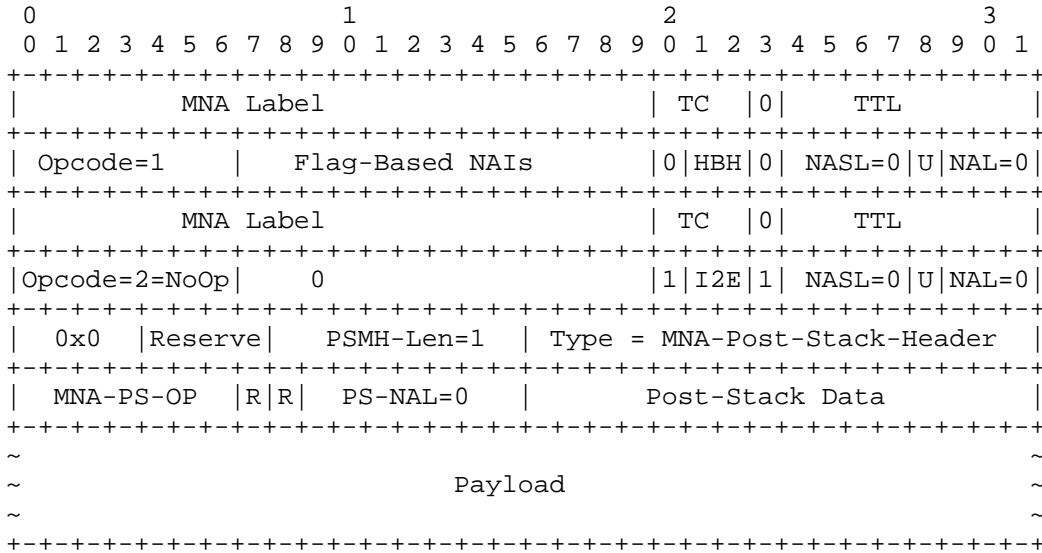 0                   1                   2                   3
 0 1 2 3 4 5 6 7 8 9 0 1 2 3 4 5 6 7 8 9 0 1 2 3 4 5 6 7 8 9 0 1
+-+-+-+-+-+-+-+-+-+-+-+-+-+-+-+-+-+-+-+-+-+-+-+-+-+-+-+-+-+-+-+-+
|          MNA Label                    | TC  |0|    TTL        |
+-+-+-+-+-+-+-+-+-+-+-+-+-+-+-+-+-+-+-+-+-+-+-+-+-+-+-+-+-+-+-+-+
| Opcode=1    |   Flag-Based NAIs       |0|HBH|0| NASL=0|U|NAL=0|
+-+-+-+-+-+-+-+-+-+-+-+-+-+-+-+-+-+-+-+-+-+-+-+-+-+-+-+-+-+-+-+-+
|          MNA Label                    | TC  |0|    TTL        |
+-+-+-+-+-+-+-+-+-+-+-+-+-+-+-+-+-+-+-+-+-+-+-+-+-+-+-+-+-+-+-+-+
|Opcode=2=NoOp|    0                    |1|I2E|1| NASL=0|U|NAL=0|
+-+-+-+-+-+-+-+-+-+-+-+-+-+-+-+-+-+-+-+-+-+-+-+-+-+-+-+-+-+-+-+-+
|  0x0  |Reserve|   PSMH-Len=1  | Type = MNA-Post-Stack-Header  |
+-+-+-+-+-+-+-+-+-+-+-+-+-+-+-+-+-+-+-+-+-+-+-+-+-+-+-+-+-+-+-+-+
|  MNA-PS-OP  |R|R|  PS-NAL=0   |       Post-Stack Data         |
+-+-+-+-+-+-+-+-+-+-+-+-+-+-+-+-+-+-+-+-+-+-+-+-+-+-+-+-+-+-+-+-+
~                                                               ~
~                           Payload                             ~
~                                                               ~
+-+-+-+-+-+-+-+-+-+-+-+-+-+-+-+-+-+-+-+-+-+-+-+-+-+-+-+-+-+-+-+-+